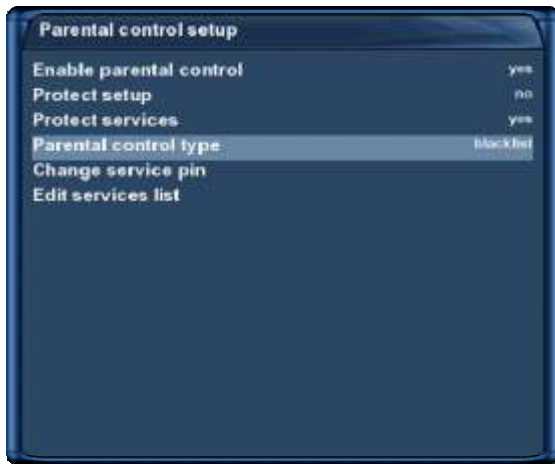 Parental control setup
Enable parental control yes
Protect setup no
Protect services yes
Parental control type blacklist
Change service pin
Edit services list